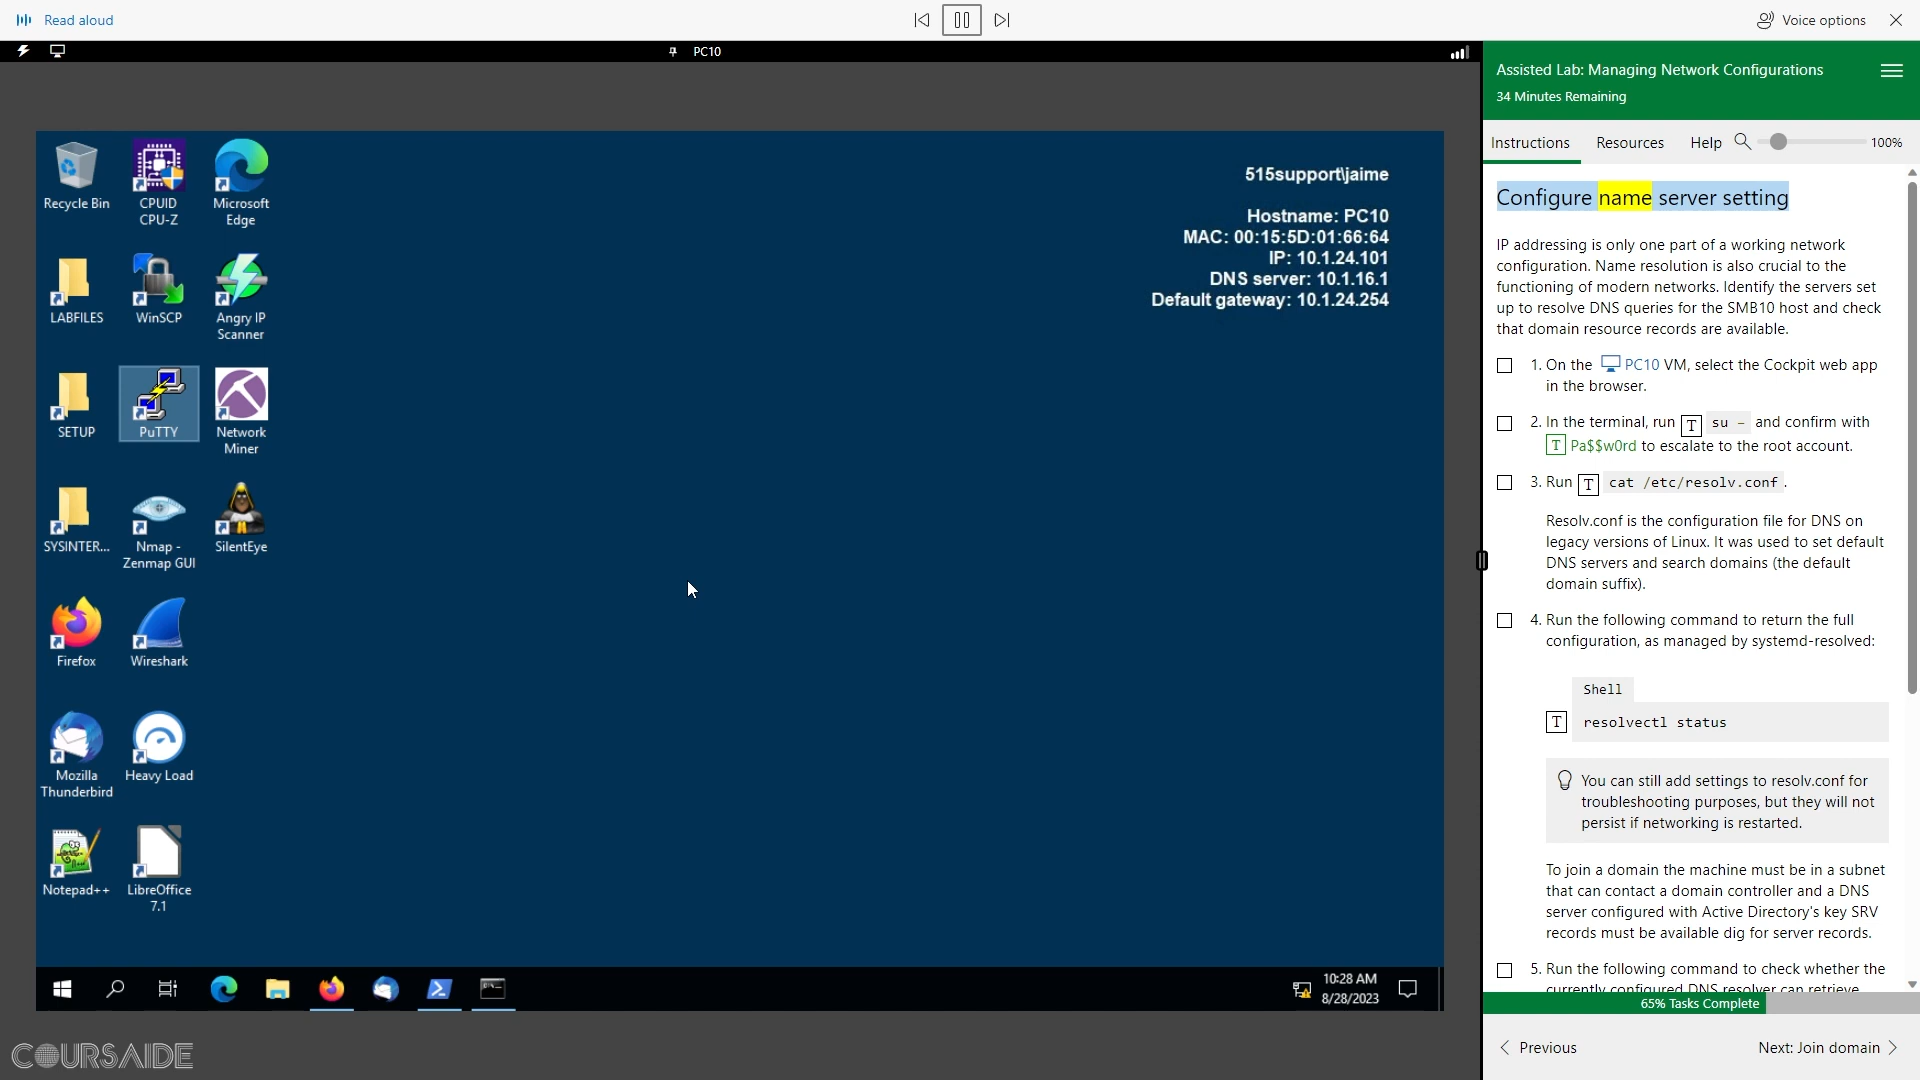 Read aloud
Voice options
PC10
Recycle Bin
CPUID
CPU-Z
Microsoft
Edge
LABFILES
WinSCP
Angry IP
Scanner
SETUP
PuTTY
Network
Miner
SYSINTER...
Nmap -
Zenmap GUI
SilentEye
Firefox
Wireshark
Mozilla
Thunderbird
Heavy Load
Notepad++
LibreOffice
7.1
515support\jaime
Hostname: PC10
MAC: 00:15:5D:01:66:64
IP: 10.1.24.101
DNS server: 10.1.16.1
Default gateway: 10.1.24.254
10:28 AM
8/28/2023
COURSAIDE
Assisted Lab: Managing Network Configurations
34 Minutes Remaining
Instructions
Resources
Help
100%
Configure name server setting
IP addressing is only one part of a working network
configuration. Name resolution is also crucial to the
functioning of modern networks. Identify the servers set
up to resolve DNS queries for the SMB10 host and check
that domain resource records are available.
1. On the PC10 VM, select the Cockpit web app
in the browser.
2. In the terminal, run T su - and confirm with
T Pa$$w0rd to escalate to the root account.
3. Run T cat /etc/resolv.conf .
Resolv.conf is the configuration file for DNS on
legacy versions of Linux. It was used to set default
DNS servers and search domains (the default
domain suffix).
4. Run the following command to return the full
configuration, as managed by systemd-resolved:
Shell
T resolvectl status
You can still add settings to resolv.conf for
troubleshooting purposes, but they will not
persist if networking is restarted.
To join a domain the machine must be in a subnet
that can contact a domain controller and a DNS
server configured with Active Directory's key SRV
records must be available dig for server records.
5. Run the following command to check whether the
currently configured DNS resolver can retrieve
65% Tasks Complete
Previous
Next: Join domain